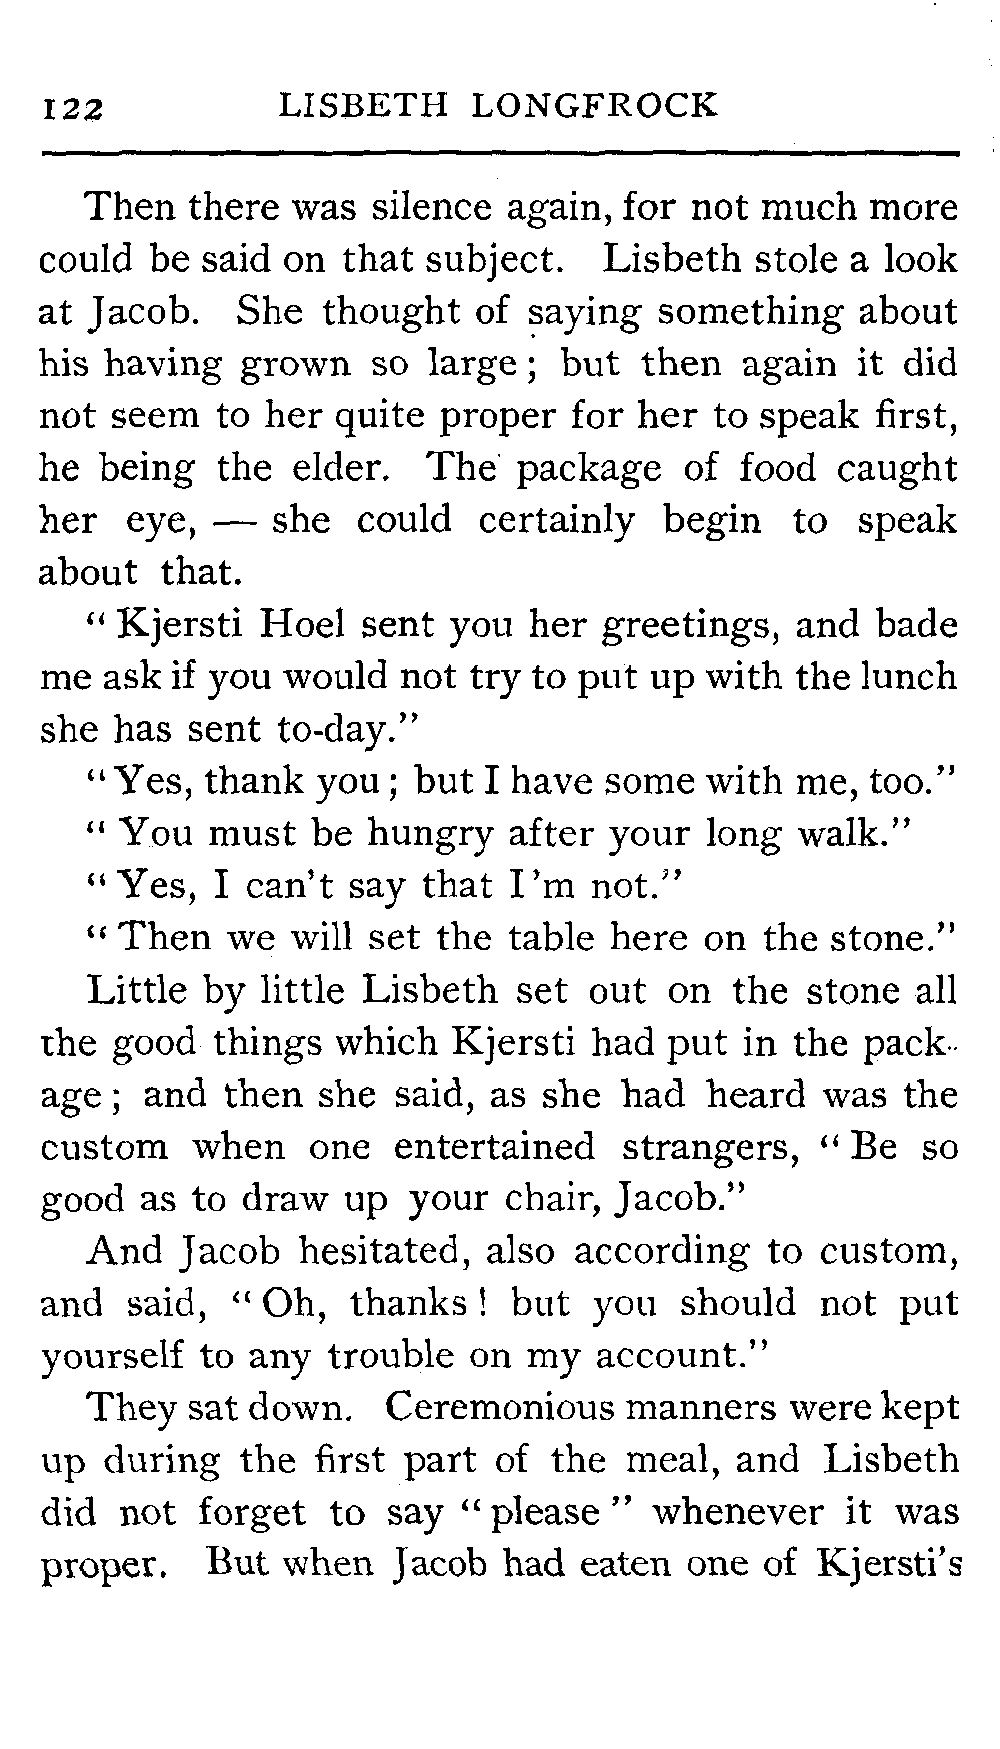 122 LISBETH LONGFROCK
Then there was silence again, for not much more
could be said on that subject. Lisbeth stole a look
at Jacob. She thought of saying something about
his having grown so large; but then again it did
not seem to her quite proper for her to speak first,
he being the elder. The package of food caught
her eye, — she could certainly begin to speak
about that.
“Kjersti Hoel sent you her greetings, and bade
me ask if you would not try to put up with the lunch
she has sent to-day.”
“Yes, thank you; but I have some with me, too.”
“You must be hungry after your long walk.”
“Yes, I can’t say that I’m not.”
“Then we will set the table here on the stone.”
Little by little Lisbeth set out on the stone all
the good things which Kjersti had put in the pack-
age; and then she said, as she had heard was the
custom when one entertained strangers, “Be so
good as to draw up your chair, Jacob.”
And Jacob hesitated, also according to custom,
and said, “Oh, thanks! but you should not put
yourself to any trouble on my account.”
They sat down. Ceremonious manners were kept
up during the first part of the meal, and Lisbeth
did not forget to say “please” whenever it was
proper. But when Jacob had eaten one of Kjersti’s